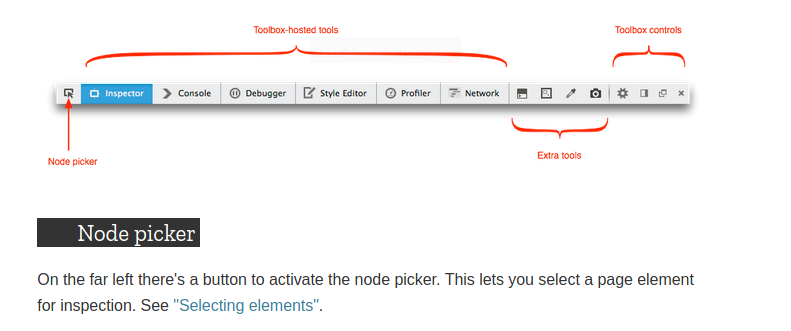 Toolbox-hosted tools
Toolbox controls
Inspector Console Debugger Style Editor Profiler Network
Node picker
Extra tools
Node picker
On the far left there's a button to activate the node picker. This lets you select a page element
for inspection. See "Selecting elements".